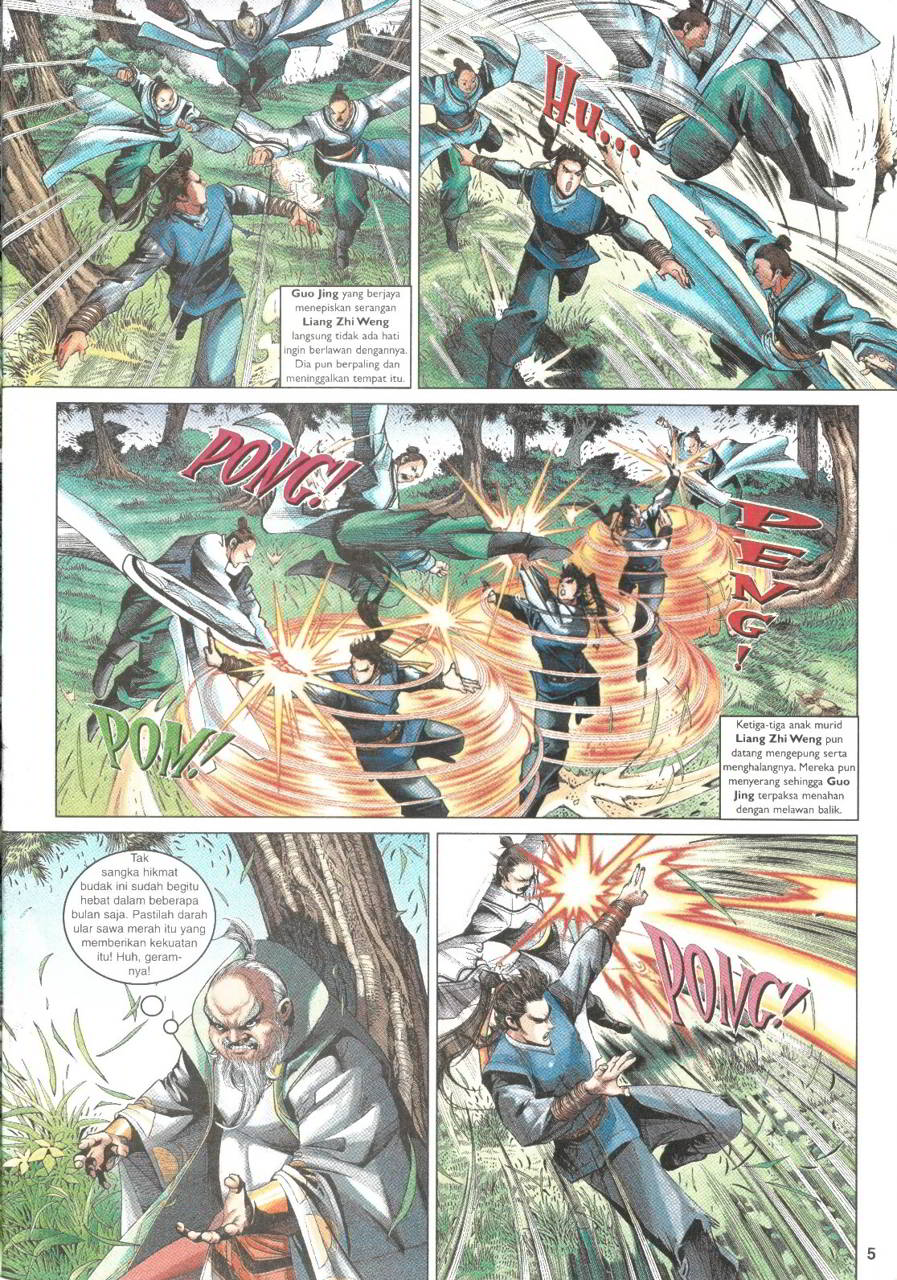 Hu....
Guo Jing yang berjaya
menepiskan serangan
Liang Zhi Weng
langsung tidak ada hati
ingin berlawan dengannya.
Dia pun berpaling dan
meninggalkan tempat itu.
PONG!
PENG!
POM!
Ketiga-tiga anak murid
Liang Zhi Weng pun
datang mengepung serta
menghalangnya. Mereka pun
menyerang sehingga Guo
Jing terpaksa menahan
dengan melawan balik.
Tak
sangka hikmat
budak ini sudah begitu
hebat dalam beberapa
bulan saja. Pastilah darah
ular sawa merah itu yang
memberikan kekuatan
itu! Huh, geram-
nya!
PONG!
5